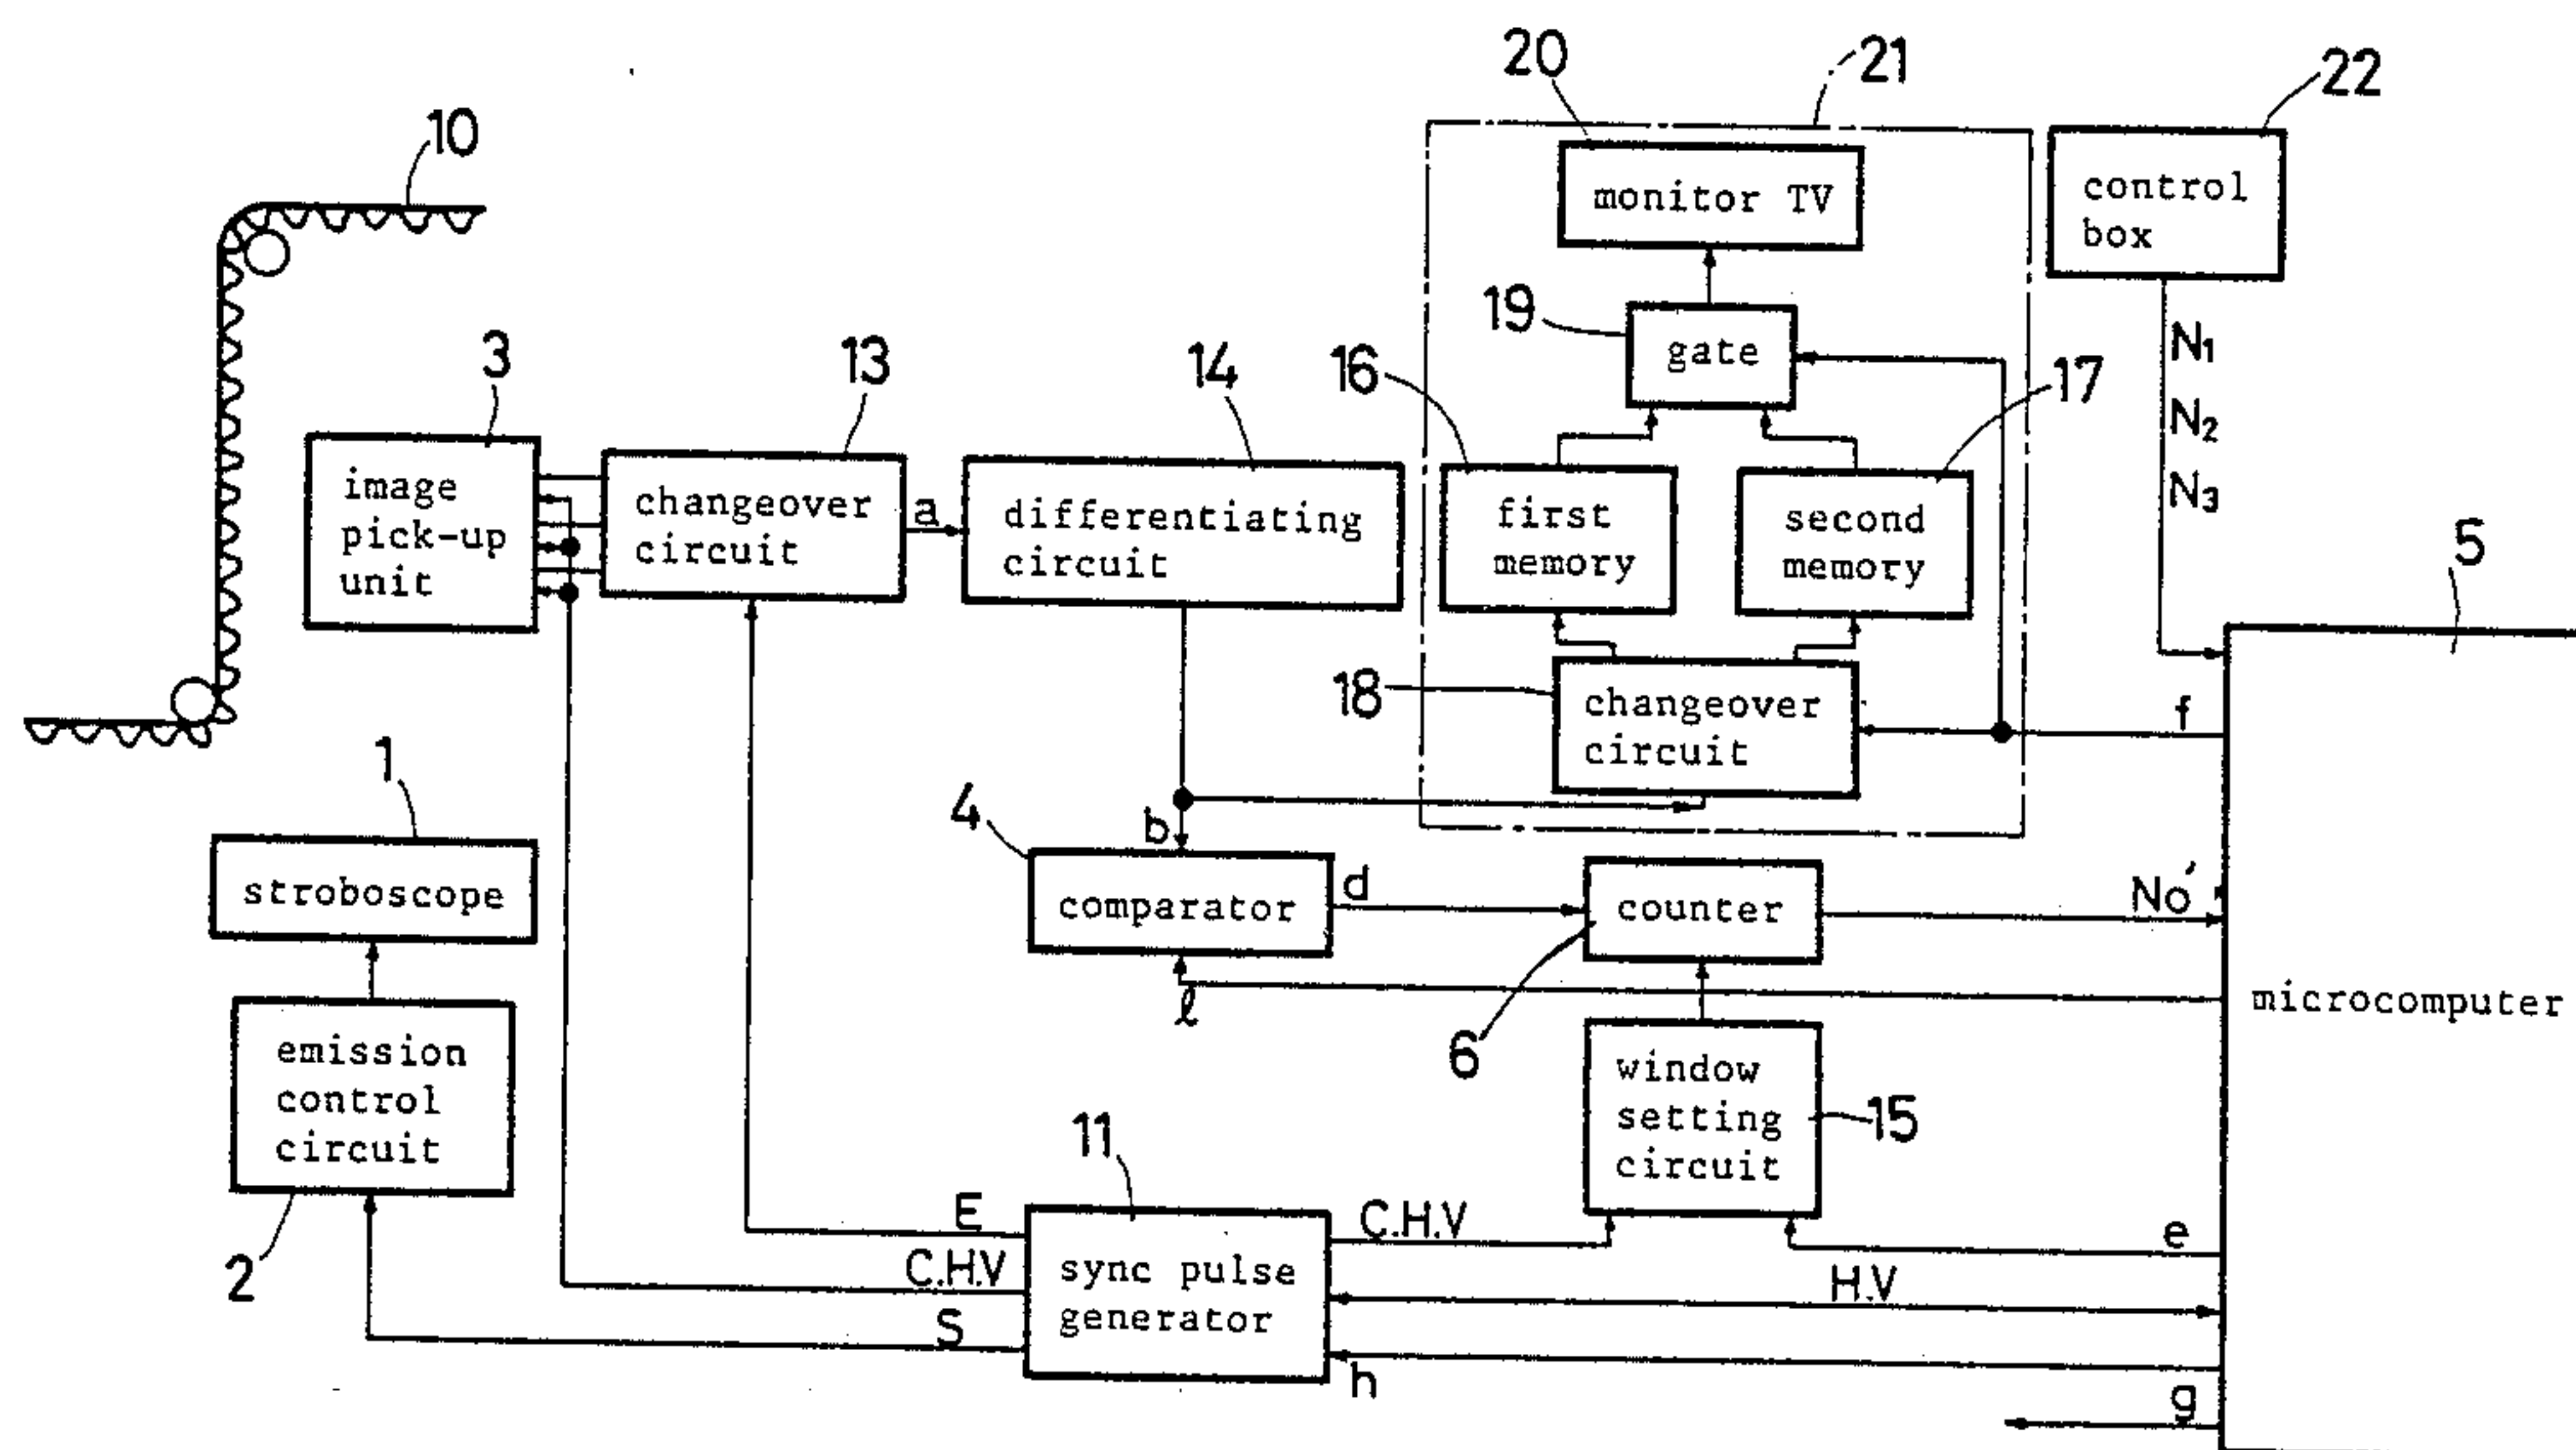 20
21
22
10
monitor TV
control
box
19
gate
N₁
3
13
14
16
17
N₂
N₃
image
pick-up
unit
changeover
circuit
a
differentiating
circuit
first
memory
second
memory
5
18
changeover
circuit
f
1
4
b
stroboscope
comparator
d
counter
No'
ℓ
6
microcomputer
emission
control
circuit
window
setting
circuit
15
11
2
E
C.H.V
S
sync pulse
generator
C.H.V
e
H.V
h
g